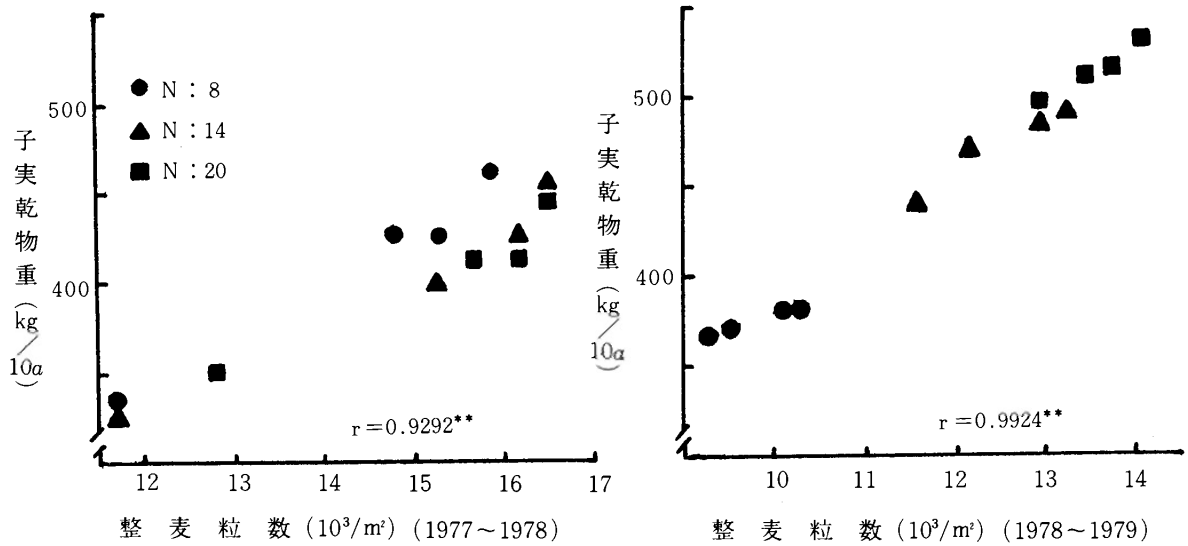 500
400
子実乾物重(kg/10a)
N : 8
N : 14
N : 20
r=0.9292**
12 13 14 15 16 17
整麦粒数(10³/m²)(1977~1978)
500
400
子実乾物重(kg/10a)
r=0.9924**
10 11 12 13 14
整麦粒数(10³/m²)(1978~1979)